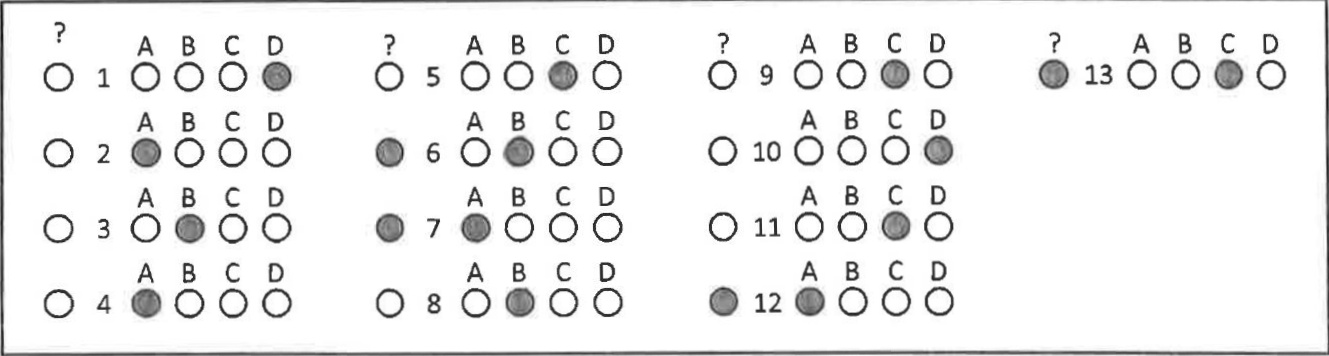 ?
A B C D ? A B C D ? A B C D ? A B C D
1 5 9 13
A B C D A B C D A B C D
2 6 10
A B C D A B C D A B C D
3 7 11
A B C D A B C D A B C D
4 8 12